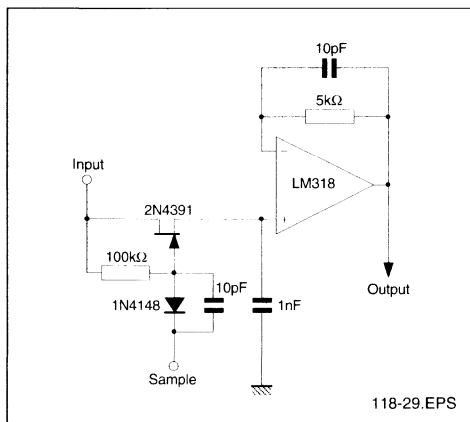 10pF
5kΩ
LM318
Input
2N4391
100kΩ
10pF
1N4148
1nF
Output
Sample
118-29.EPS